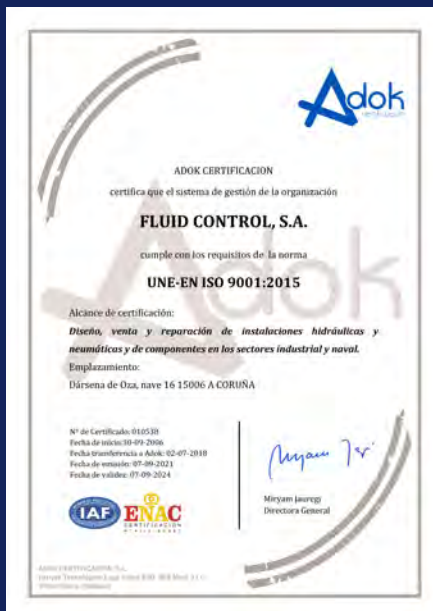 Adok
ADOK CERTIFICACION
certifica que el sistema de gestión de la organización
FLUID CONTROL, S.A.
cumple con los requisitos de la norma
UNE-EN ISO 9001:2015
Adok
Alcance de certificación:
Diseño, venta y reparación de instalaciones hidráulicas y
neumáticas y de componentes en los sectores industrial y naval.
Emplazamiento:
Dársena de Oza, nave 16 15006 A CORUÑA
Nº de Certificado: 010538
Fecha de inicio: 30-09-2006
Fecha transferencia a Adok: 02-07-2018
Fecha de emisión: 07-09-2021
Fecha de validez: 07-09-2024
Miryam Jauregi
Directora General
IAF
ENAC
CERTIFICACIÓN
ADOK CERTIFICACION S.L.